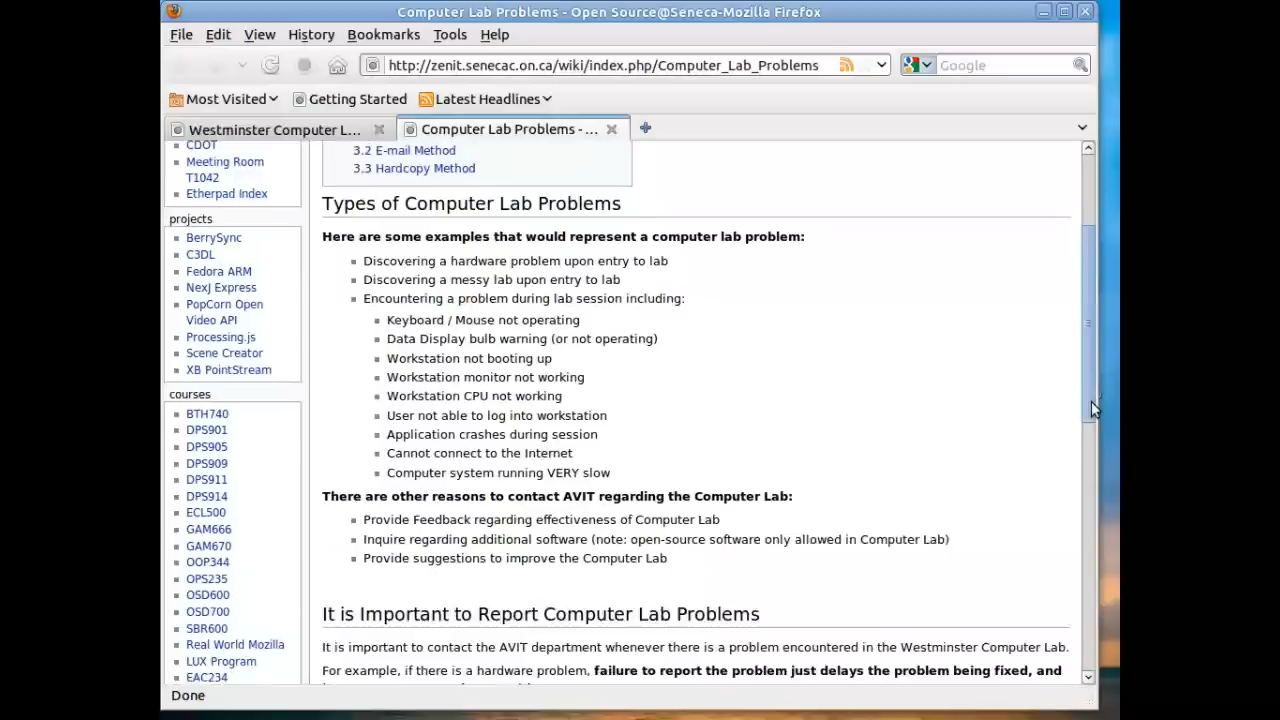 Computer Lab Problems - Open Source@Seneca-Mozilla Firefox
File Edit View History Bookmarks Tools Help
http://zenit.senecac.on.ca/wiki/index.php/Computer_Lab_Problems
Google
Most Visited Getting Started Latest Headlines
Westminster Computer L...
Computer Lab Problems - ...
CDOT
Meeting Room
T1042
Etherpad Index
projects
BerrySync
C3DL
Fedora ARM
NexJ Express
PopCorn Open
Video API
Processing.js
Scene Creator
XB PointStream
courses
BTH740
DPS901
DPS905
DPS909
DPS911
DPS914
ECL500
GAM666
GAM670
OOP344
OPS235
OSD600
OSD700
SBR600
Real World Mozilla
LUX Program
EAC234
3.2 E-mail Method
3.3 Hardcopy Method
Types of Computer Lab Problems
Here are some examples that would represent a computer lab problem:
Discovering a hardware problem upon entry to lab
Discovering a messy lab upon entry to lab
Encountering a problem during lab session including:
Keyboard / Mouse not operating
Data Display bulb warning (or not operating)
Workstation not booting up
Workstation monitor not working
Workstation CPU not working
User not able to log into workstation
Application crashes during session
Cannot connect to the Internet
Computer system running VERY slow
There are other reasons to contact AVIT regarding the Computer Lab:
Provide Feedback regarding effectiveness of Computer Lab
Inquire regarding additional software (note: open-source software only allowed in Computer Lab)
Provide suggestions to improve the Computer Lab
It is Important to Report Computer Lab Problems
It is important to contact the AVIT department whenever there is a problem encountered in the Westminster Computer Lab.
For example, if there is a hardware problem, failure to report the problem just delays the problem being fixed, and
Done